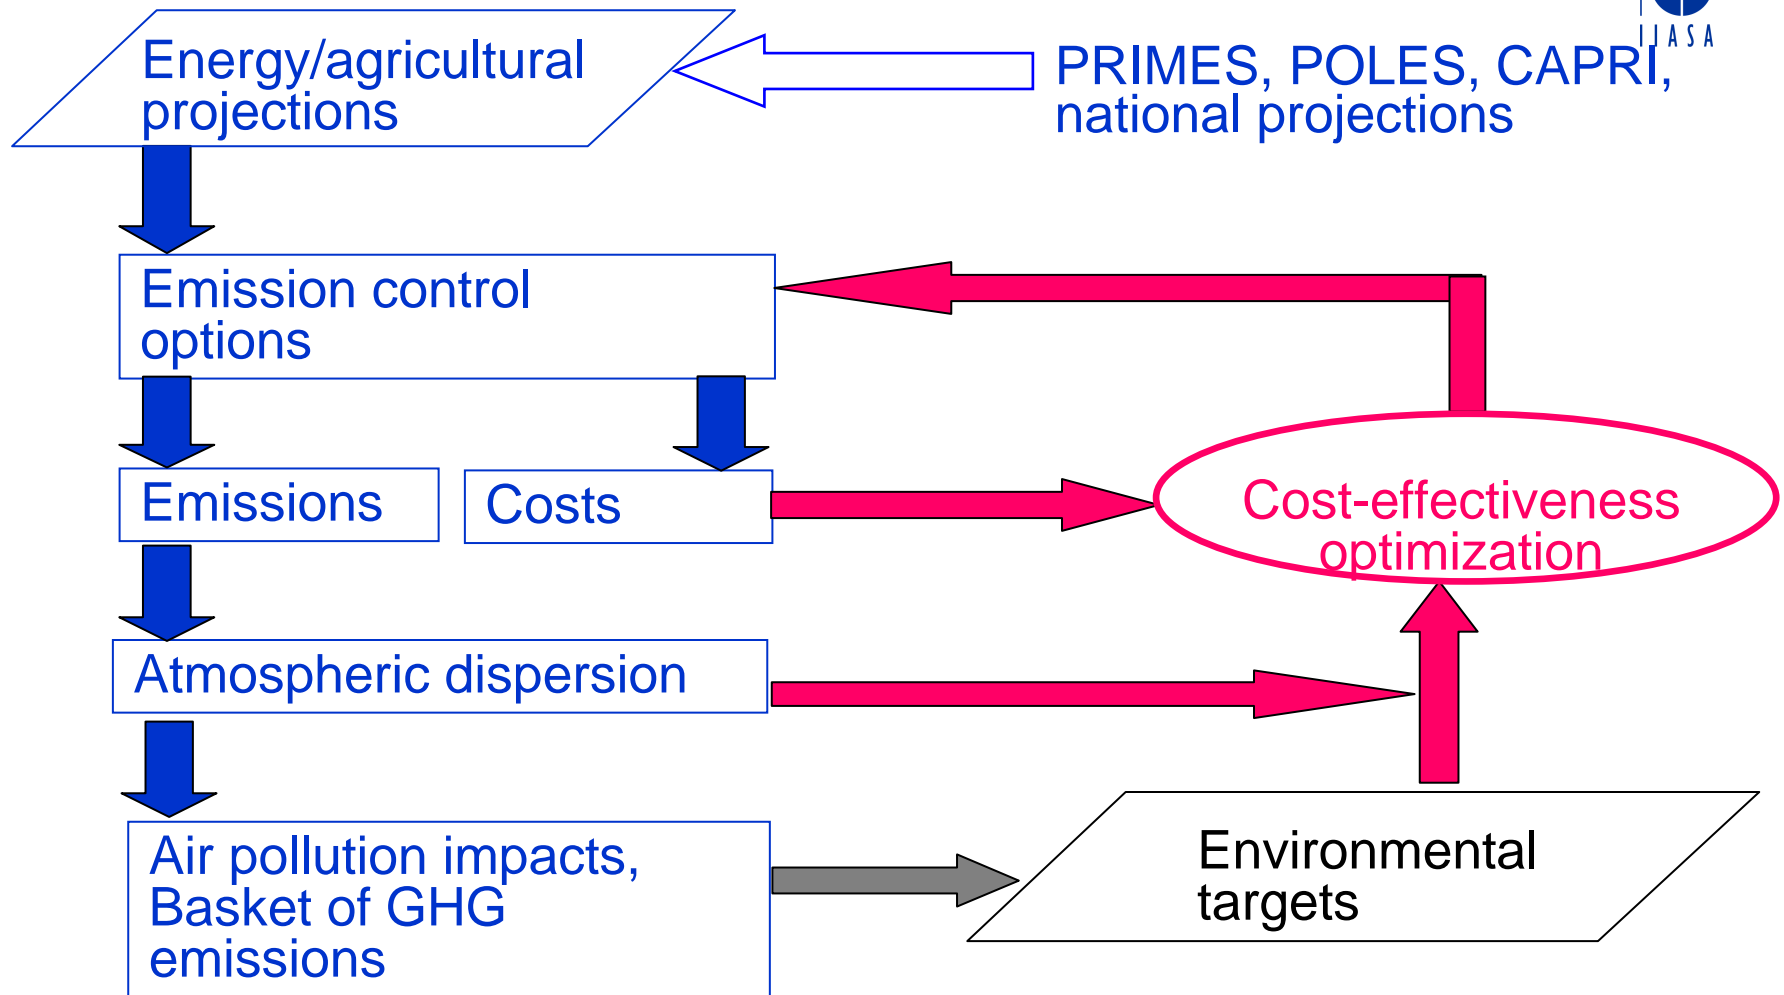 IIASA
Energy/agricultural
projections
PRIMES, POLES, CAPRI,
national projections
Emission control
options
Emissions
Costs
Cost-effectiveness
optimization
Atmospheric dispersion
Air pollution impacts,
Basket of GHG
emissions
Environmental
targets